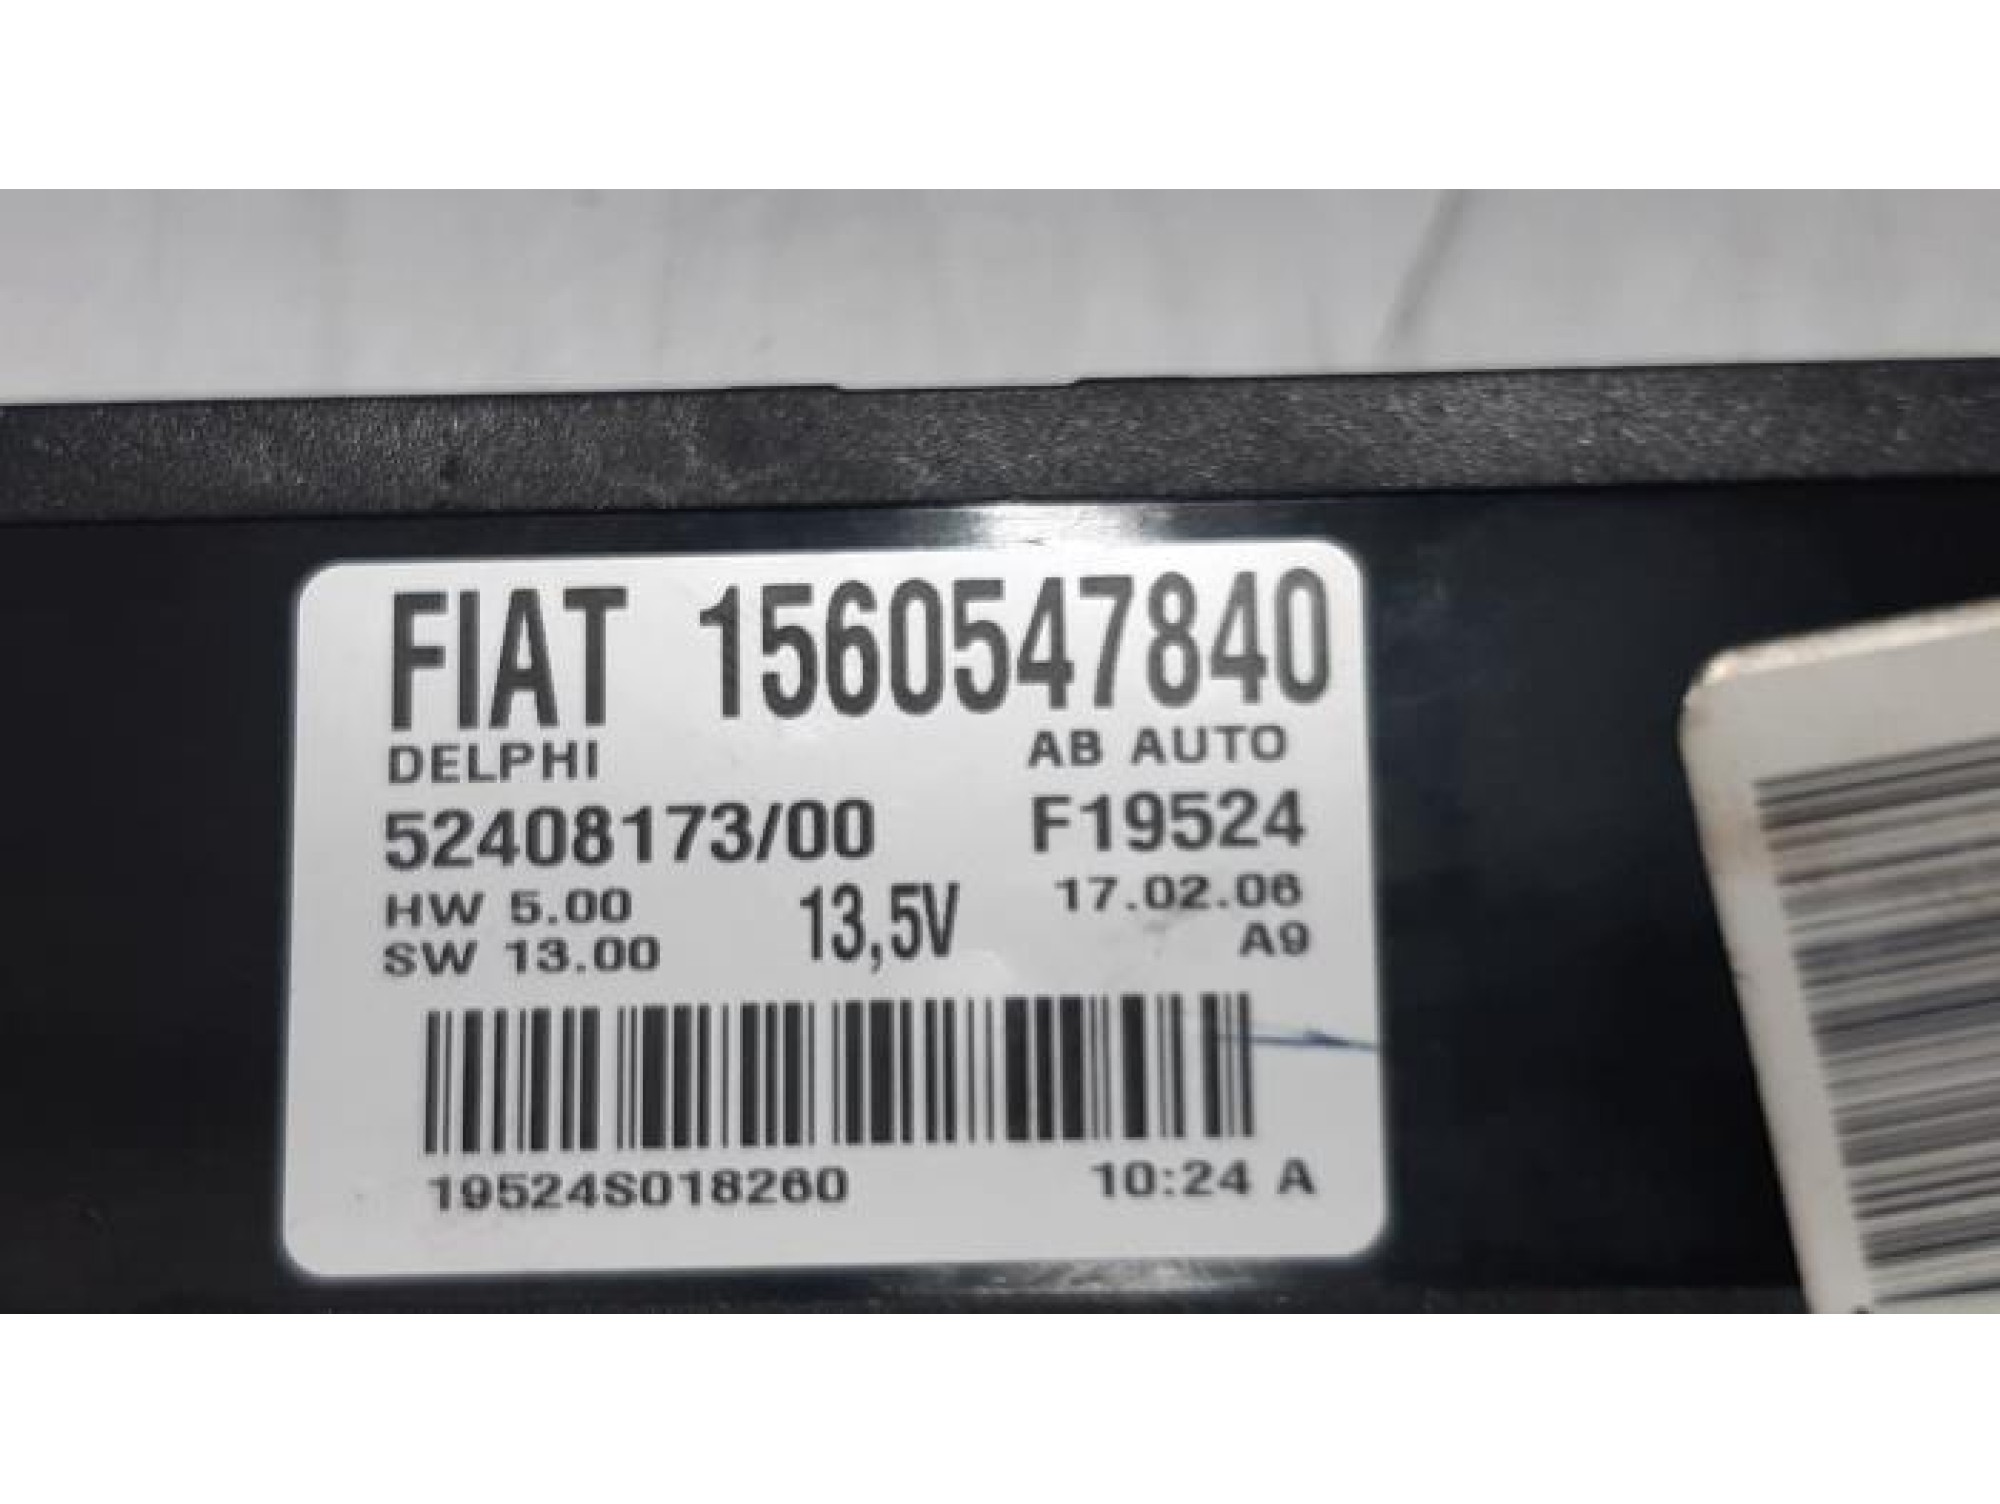 FIAT 1560547840
DELPHI AB AUTO
52408173/00 F19524
HW 5.00 13,5V 17.02.06
SW 13.00 A9
19524S018260 10:24 A